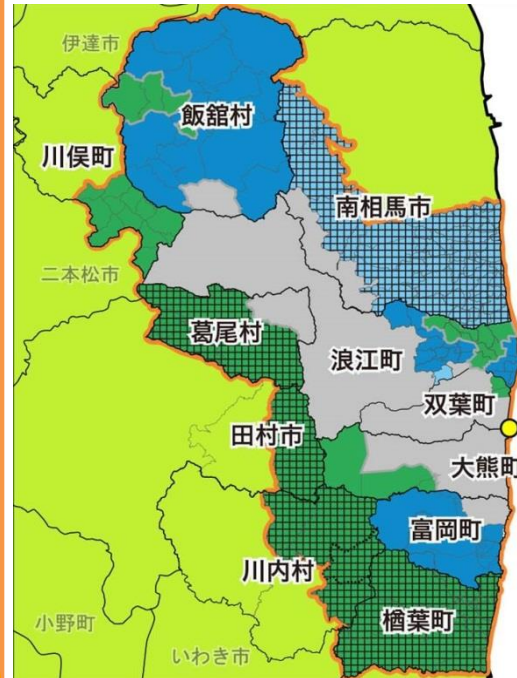 伊達市
飯舘村
川俣町
南相馬市
二本松市
葛尾村
浪江町
双葉町
田村市
大熊町
富岡町
川内村
楢葉町
小野町
いわき市